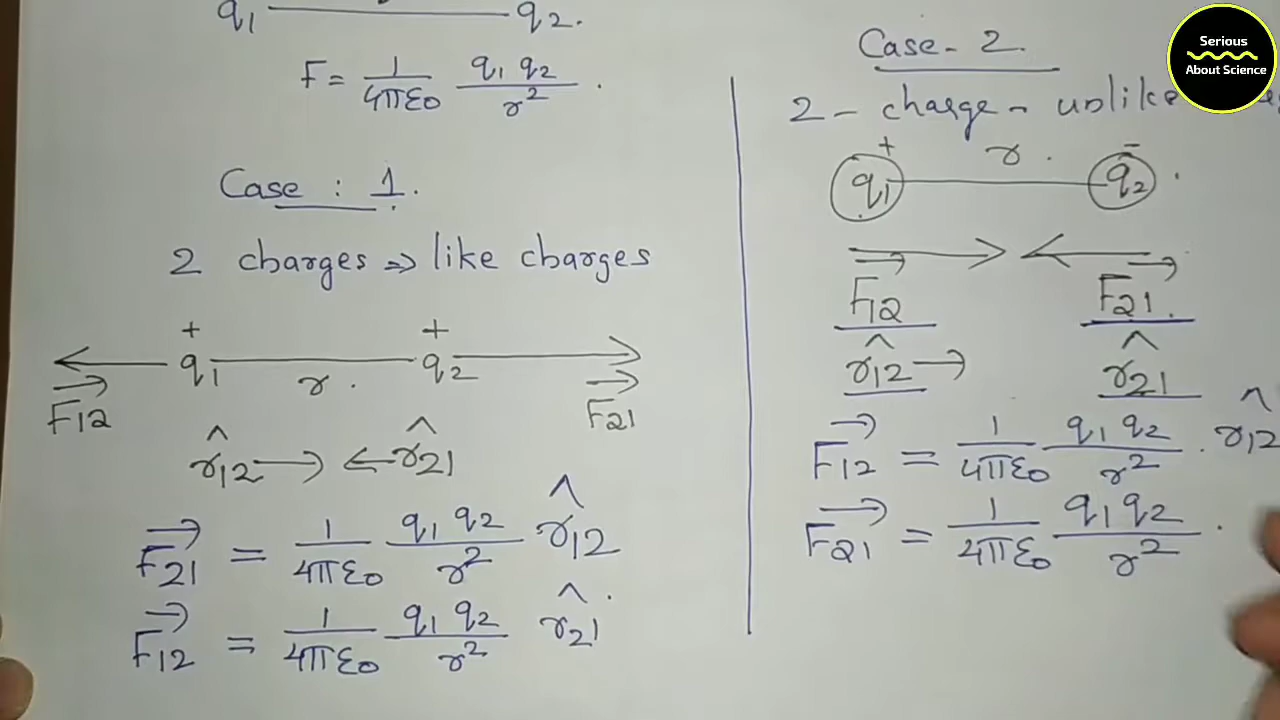 q₁ q₂.
F = 1/4πε₀ q₁ q₂/r² .
Case : 1.
2 charges ⇒ like charges
+ +
q₁ r . q₂
F₁₂→ F₂₁→
r̂₁₂ → ← r̂₂₁
F₂₁→ = 1/4πε₀ q₁ q₂/r² r̂₁₂
F₁₂→ = 1/4πε₀ q₁ q₂/r² r̂₂₁
Case - 2.
2 - charge - unlike
+ r . -
q₁ q₂ .
F₁₂→ F₂₁→.
r̂₁₂ → r̂₂₁
F₁₂→ = 1/4πε₀ q₁ q₂/r² . r̂₁₂
F₂₁→ = 1/4πε₀ q₁ q₂/r² .
Serious
About Science